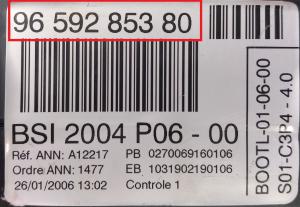 96 592 853 80
BSI 2004 P06 - 00
Réf. ANN: A12217 PB 0270069160106
Ordre ANN: 1477 EB 1031902190106
26/01/2006 13:02 Controle 1
BOOTL-01-06-00
S01-C3P4 - 4.0